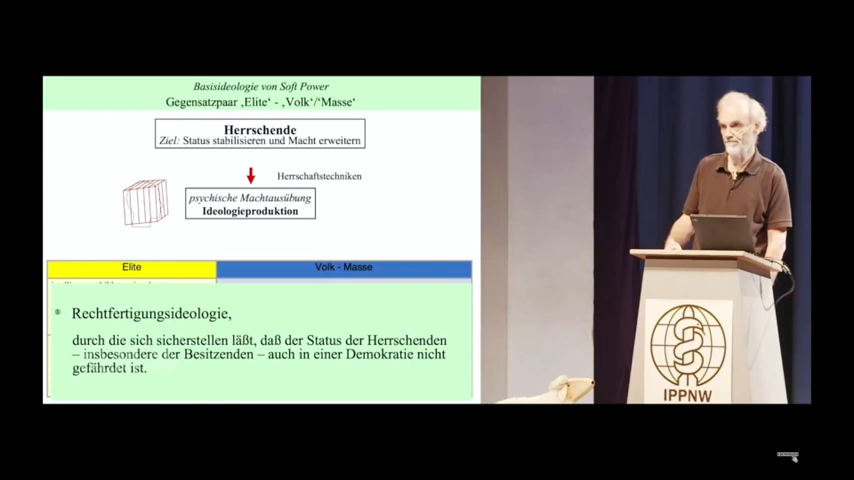 Basisideologie von Soft Power
Gegensatzpaar ‚Elite‘ - ‚Volk‘/‘Masse‘
Herrschende
Ziel: Status stabilisieren und Macht erweitern
Herrschaftstechniken
psychische Machtausübung
Ideologieproduktion
Elite
Volk - Masse
Rechtfertigungsideologie,
durch die sich sicherstellen läßt, daß der Status der Herrschenden
– insbesondere der Besitzenden – auch in einer Demokratie nicht
gefährdet ist.
IPPNW